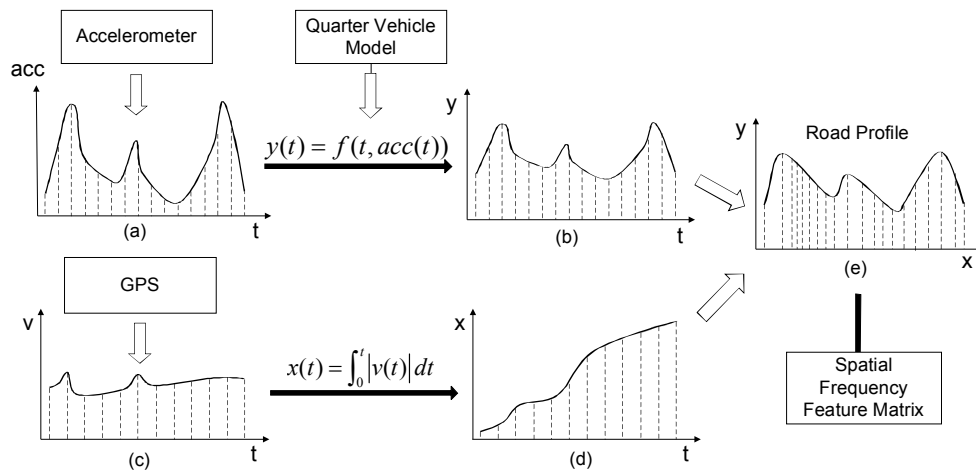 Accelerometer
Quarter Vehicle
Model
acc
y(t) = f(t, acc(t))
t
(a)
y
t
(b)
y
Road Profile
x
(e)
GPS
v
x(t) = ∫₀ᵗ |v(t)| dt
t
(c)
x
t
(d)
Spatial
Frequency
Feature Matrix